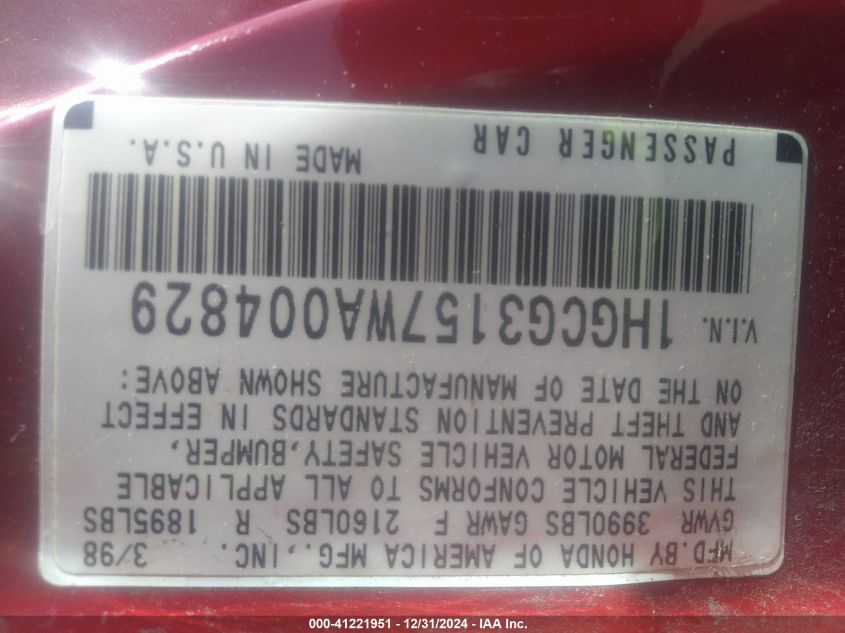 MFD.BY HONDA OF AMERICA MFG.,INC. 3/98
GVWR 3990LBS GAWR F 2160LBS R 1895LBS
THIS VEHICLE CONFORMS TO ALL APPLICABLE
FEDERAL MOTOR VEHICLE SAFETY,BUMPER,
AND THEFT PREVENTION STANDARDS IN EFFECT
ON THE DATE OF MANUFACTURE SHOWN ABOVE:
V.I.N. 1HGCG3157WA004829
PASSENGER CAR MADE IN U.S.A.
000-41221951 - 12/31/2024 - IAA Inc.